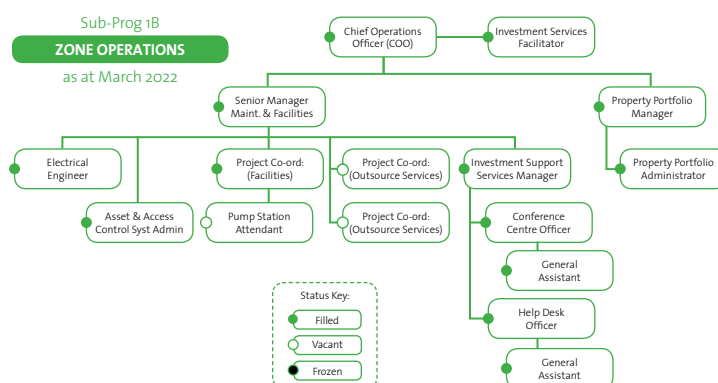 Sub-Prog 1B
ZONE OPERATIONS
as at March 2022
Chief Operations
Officer (COO)
Investment Services
Facilitator
Senior Manager
Maint. & Facilities
Property Portfolio
Manager
Electrical
Engineer
Project Co-ord:
(Facilities)
Project Co-ord:
(Outsource Services)
Investment Support
Services Manager
Property Portfolio
Administrator
Asset & Access
Control Syst Admin
Pump Station
Attendant
Project Co-ord:
(Outsource Services)
Conference
Centre Officer
General
Assistant
Help Desk
Officer
General
Assistant
Status Key:
Filled
Vacant
Frozen